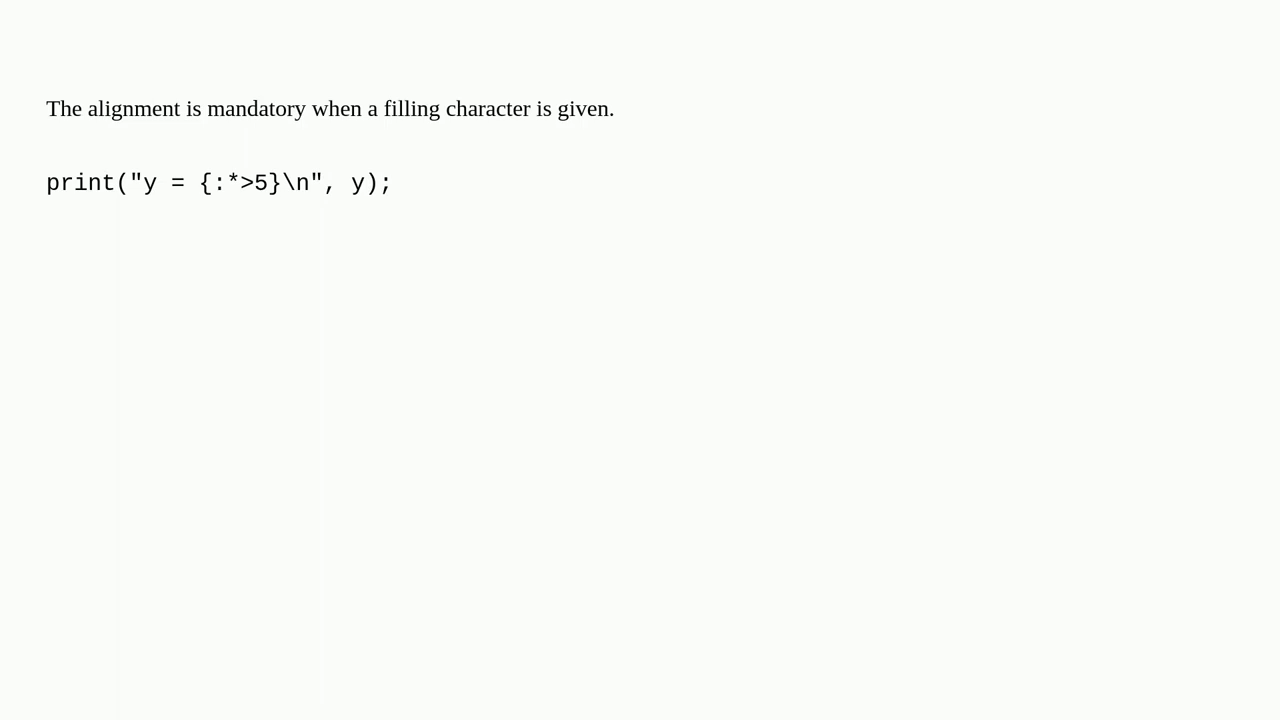 The alignment is mandatory when a filling character is given.
print("y = {:*>5}\n", y);